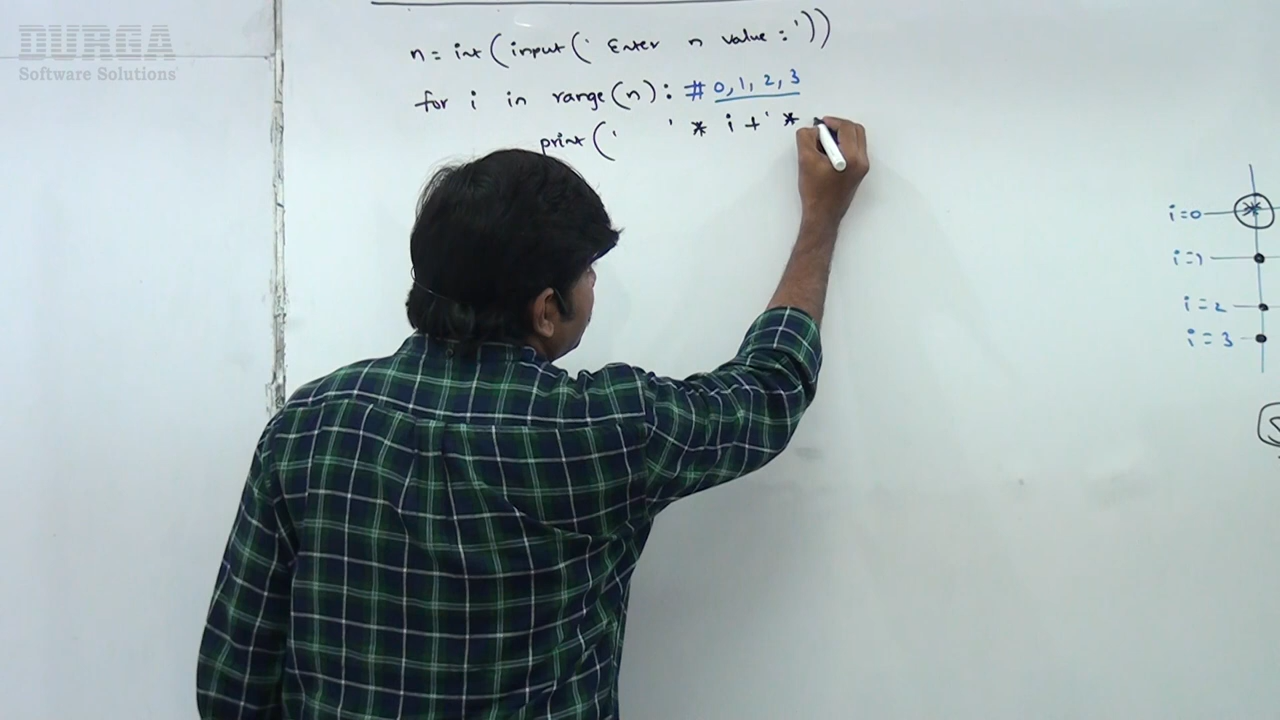 DURGA
Software Solutions
n = int(input('Enter n value:'))
for i in range(n): # 0, 1, 2, 3
print(' ' * i + ' *
i=0
*
i=1
i=2
i=3